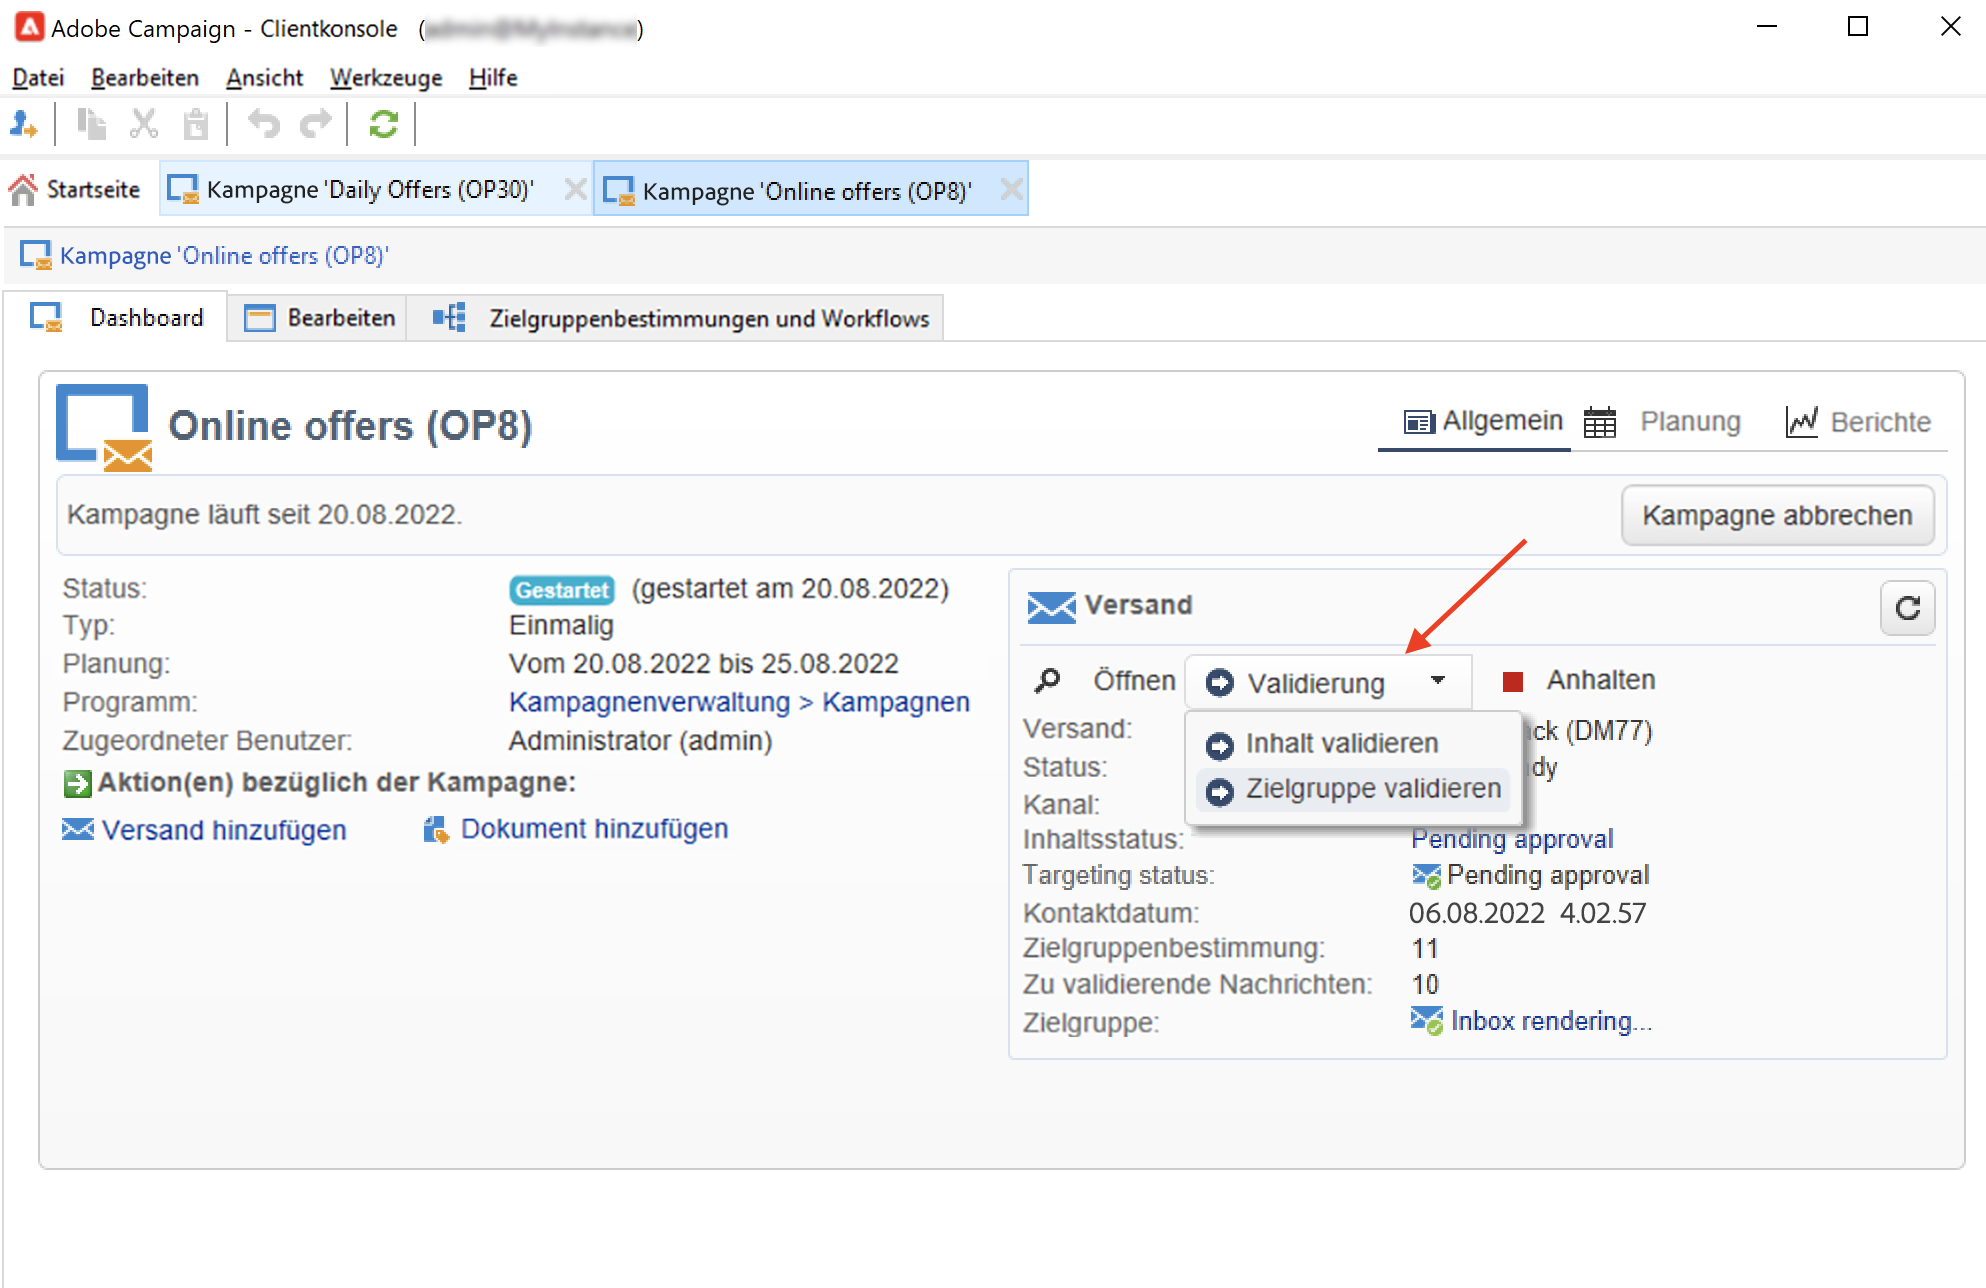 Adobe Campaign - Clientkonsole
Datei Bearbeiten Ansicht Werkzeuge Hilfe
Startseite Kampagne 'Daily Offers (OP30)' Kampagne 'Online offers (OP8)'
Kampagne 'Online offers (OP8)'
Dashboard Bearbeiten Zielgruppenbestimmungen und Workflows
Online offers (OP8)
Allgemein Planung Berichte
Kampagne läuft seit 20.08.2022.
Kampagne abbrechen
Status: Gestartet (gestartet am 20.08.2022)
Typ: Einmalig
Planung: Vom 20.08.2022 bis 25.08.2022
Programm: Kampagnenverwaltung > Kampagnen
Zugeordneter Benutzer: Administrator (admin)
Aktion(en) bezüglich der Kampagne:
Versand hinzufügen Dokument hinzufügen
Versand
Öffnen Validierung Anhalten
Inhalt validieren
Zielgruppe validieren
Versand: ck (DM77)
Status: dy
Kanal:
Inhaltsstatus: Pending approval
Targeting status: Pending approval
Kontaktdatum: 06.08.2022 4.02.57
Zielgruppenbestimmung: 11
Zu validierende Nachrichten: 10
Zielgruppe: Inbox rendering...